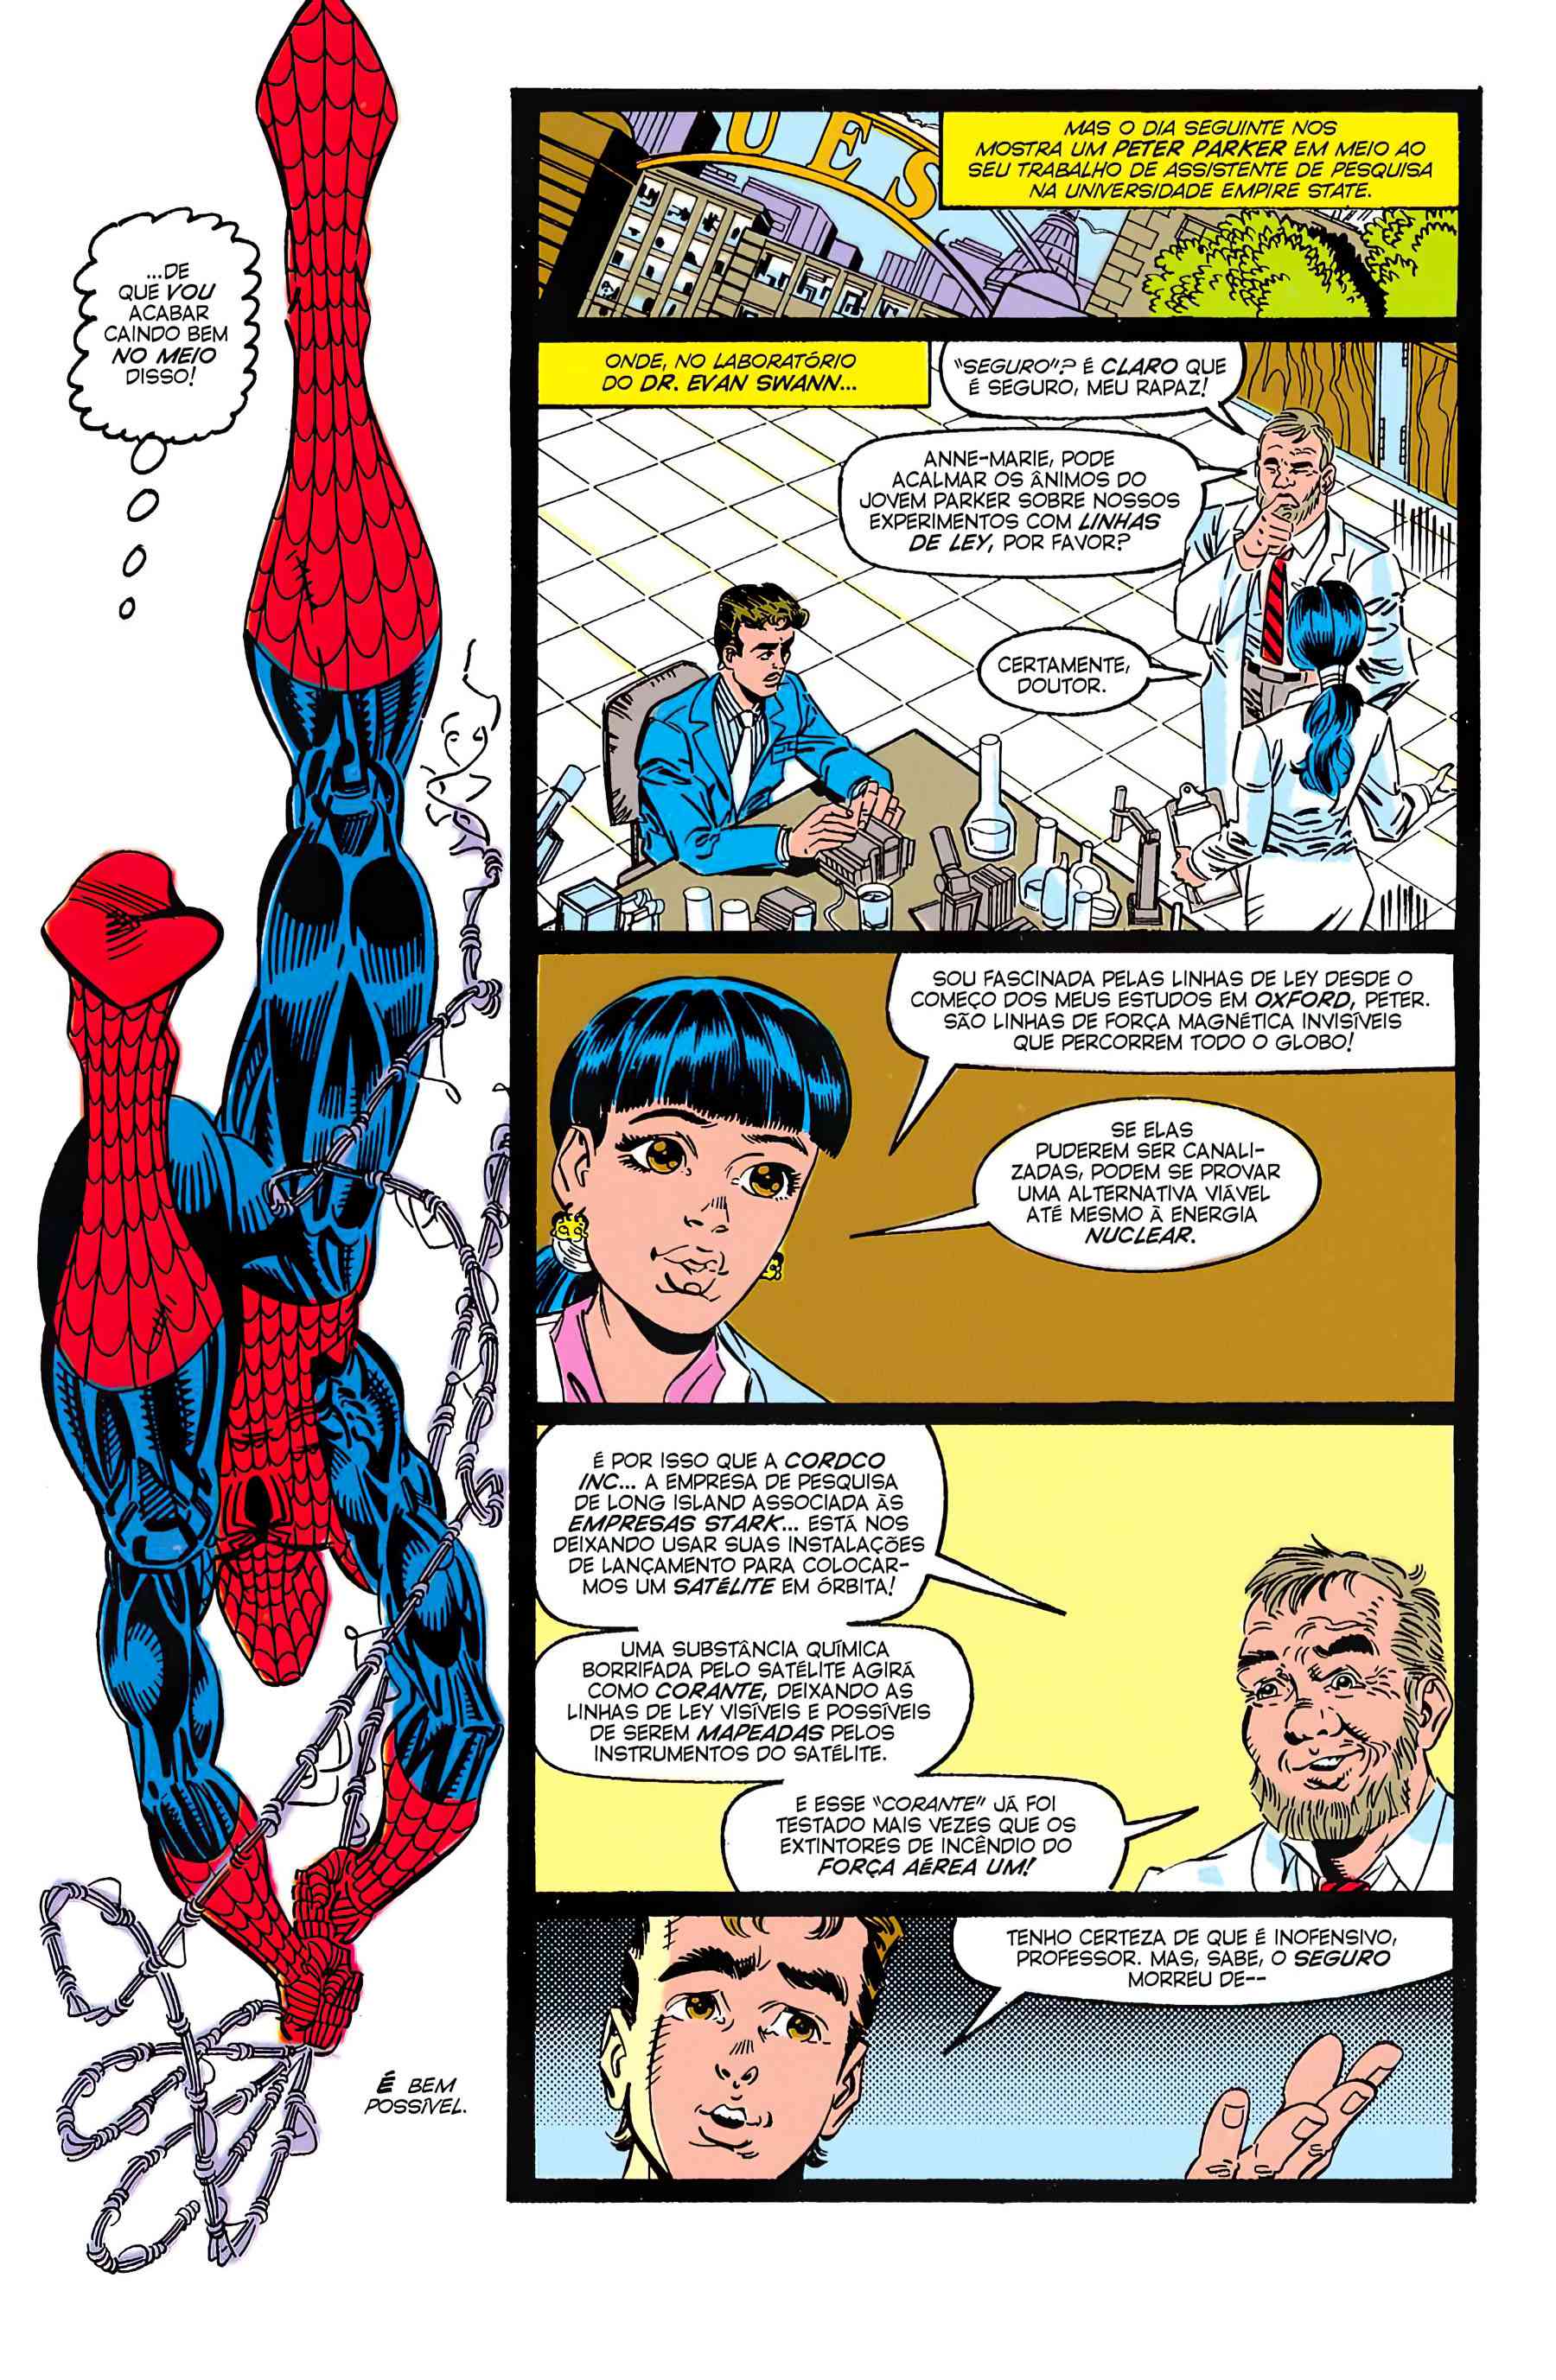 ...DE
QUE VOU
ACABAR
CAINDO BEM
NO MEIO
DISSO!
É BEM
POSSÍVEL.
UES
MAS O DIA SEGUINTE NOS
MOSTRA UM PETER PARKER EM MEIO AO
SEU TRABALHO DE ASSISTENTE DE PESQUISA
NA UNIVERSIDADE EMPIRE STATE.
ONDE, NO LABORATÓRIO
DO DR. EVAN SWANN...
"SEGURO"? É CLARO QUE
É SEGURO, MEU RAPAZ!
ANNE-MARIE, PODE
ACALMAR OS ÂNIMOS DO
JOVEM PARKER SOBRE NOSSOS
EXPERIMENTOS COM LINHAS
DE LEY, POR FAVOR?
CERTAMENTE,
DOUTOR.
SOU FASCINADA PELAS LINHAS DE LEY DESDE O
COMEÇO DOS MEUS ESTUDOS EM OXFORD, PETER.
SÃO LINHAS DE FORÇA MAGNÉTICA INVISÍVEIS
QUE PERCORREM TODO O GLOBO!
SE ELAS
PUDEREM SER CANALI-
ZADAS, PODEM SE PROVAR
UMA ALTERNATIVA VIÁVEL
ATÉ MESMO À ENERGIA
NUCLEAR.
É POR ISSO QUE A CORDCO
INC... A EMPRESA DE PESQUISA
DE LONG ISLAND ASSOCIADA ÀS
EMPRESAS STARK... ESTÁ NOS
DEIXANDO USAR SUAS INSTALAÇÕES
DE LANÇAMENTO PARA COLOCAR-
MOS UM SATÉLITE EM ÓRBITA!
UMA SUBSTÂNCIA QUÍMICA
BORRIFADA PELO SATÉLITE AGIRÁ
COMO CORANTE, DEIXANDO AS
LINHAS DE LEY VISÍVEIS E POSSÍVEIS
DE SEREM MAPEADAS PELOS
INSTRUMENTOS DO SATÉLITE.
E ESSE "CORANTE" JÁ FOI
TESTADO MAIS VEZES QUE OS
EXTINTORES DE INCÊNDIO DO
FORÇA AÉREA UM!
TENHO CERTEZA DE QUE É INOFENSIVO,
PROFESSOR. MAS, SABE, O SEGURO
MORREU DE--